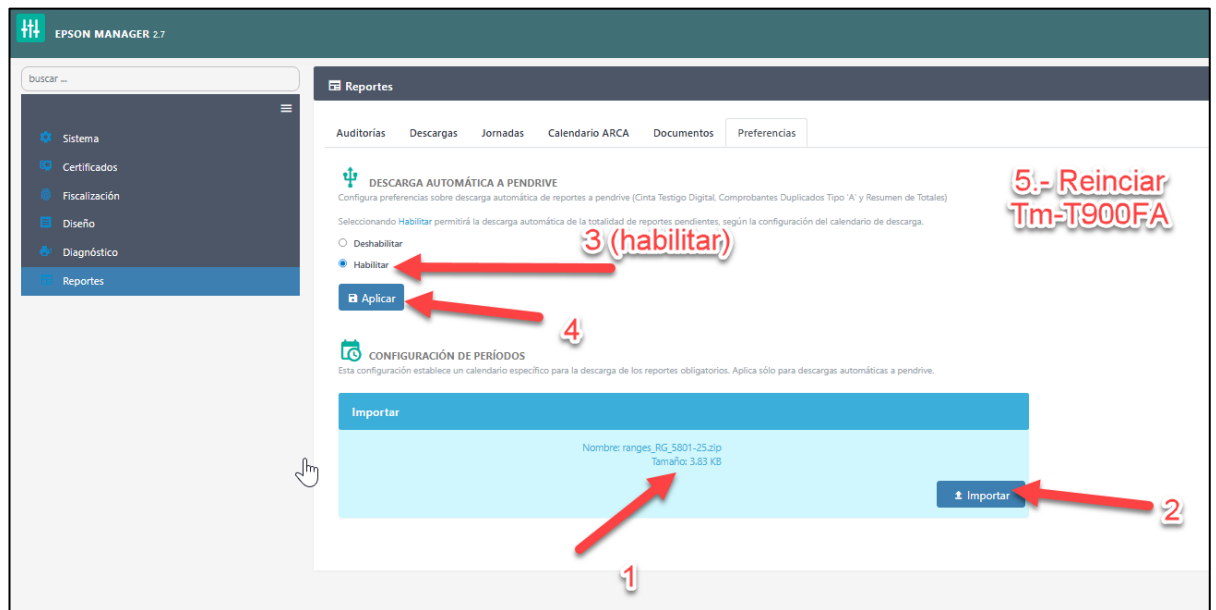 EPSON MANAGER 2.7
buscar ...
Sistema
Certificados
Fiscalización
Diseño
Diagnóstico
Reportes
Reportes
Auditorías Descargas Jornadas Calendario ARCA Documentos Preferencias
DESCARGA AUTOMÁTICA A PENDRIVE
Configura preferencias sobre descarga automática de reportes a pendrive (Cinta Testigo Digital, Comprobantes Duplicados Tipo 'A' y Resumen de Totales)
Seleccionando Habilitar permitirá la descarga automática de la totalidad de reportes pendientes, según la configuración del calendario de descarga.
Deshabilitar
Habilitar
3 (habilitar)
Aplicar
4
5.- Reinciar
Tm-T900FA
CONFIGURACIÓN DE PERÍODOS
Esta configuración establece un calendario específico para la descarga de los reportes obligatorios. Aplica sólo para descargas automáticas a pendrive.
Importar
Nombre: ranges_RG_5801-25.zip
Tamaño: 3.83 KB
Importar
2
1